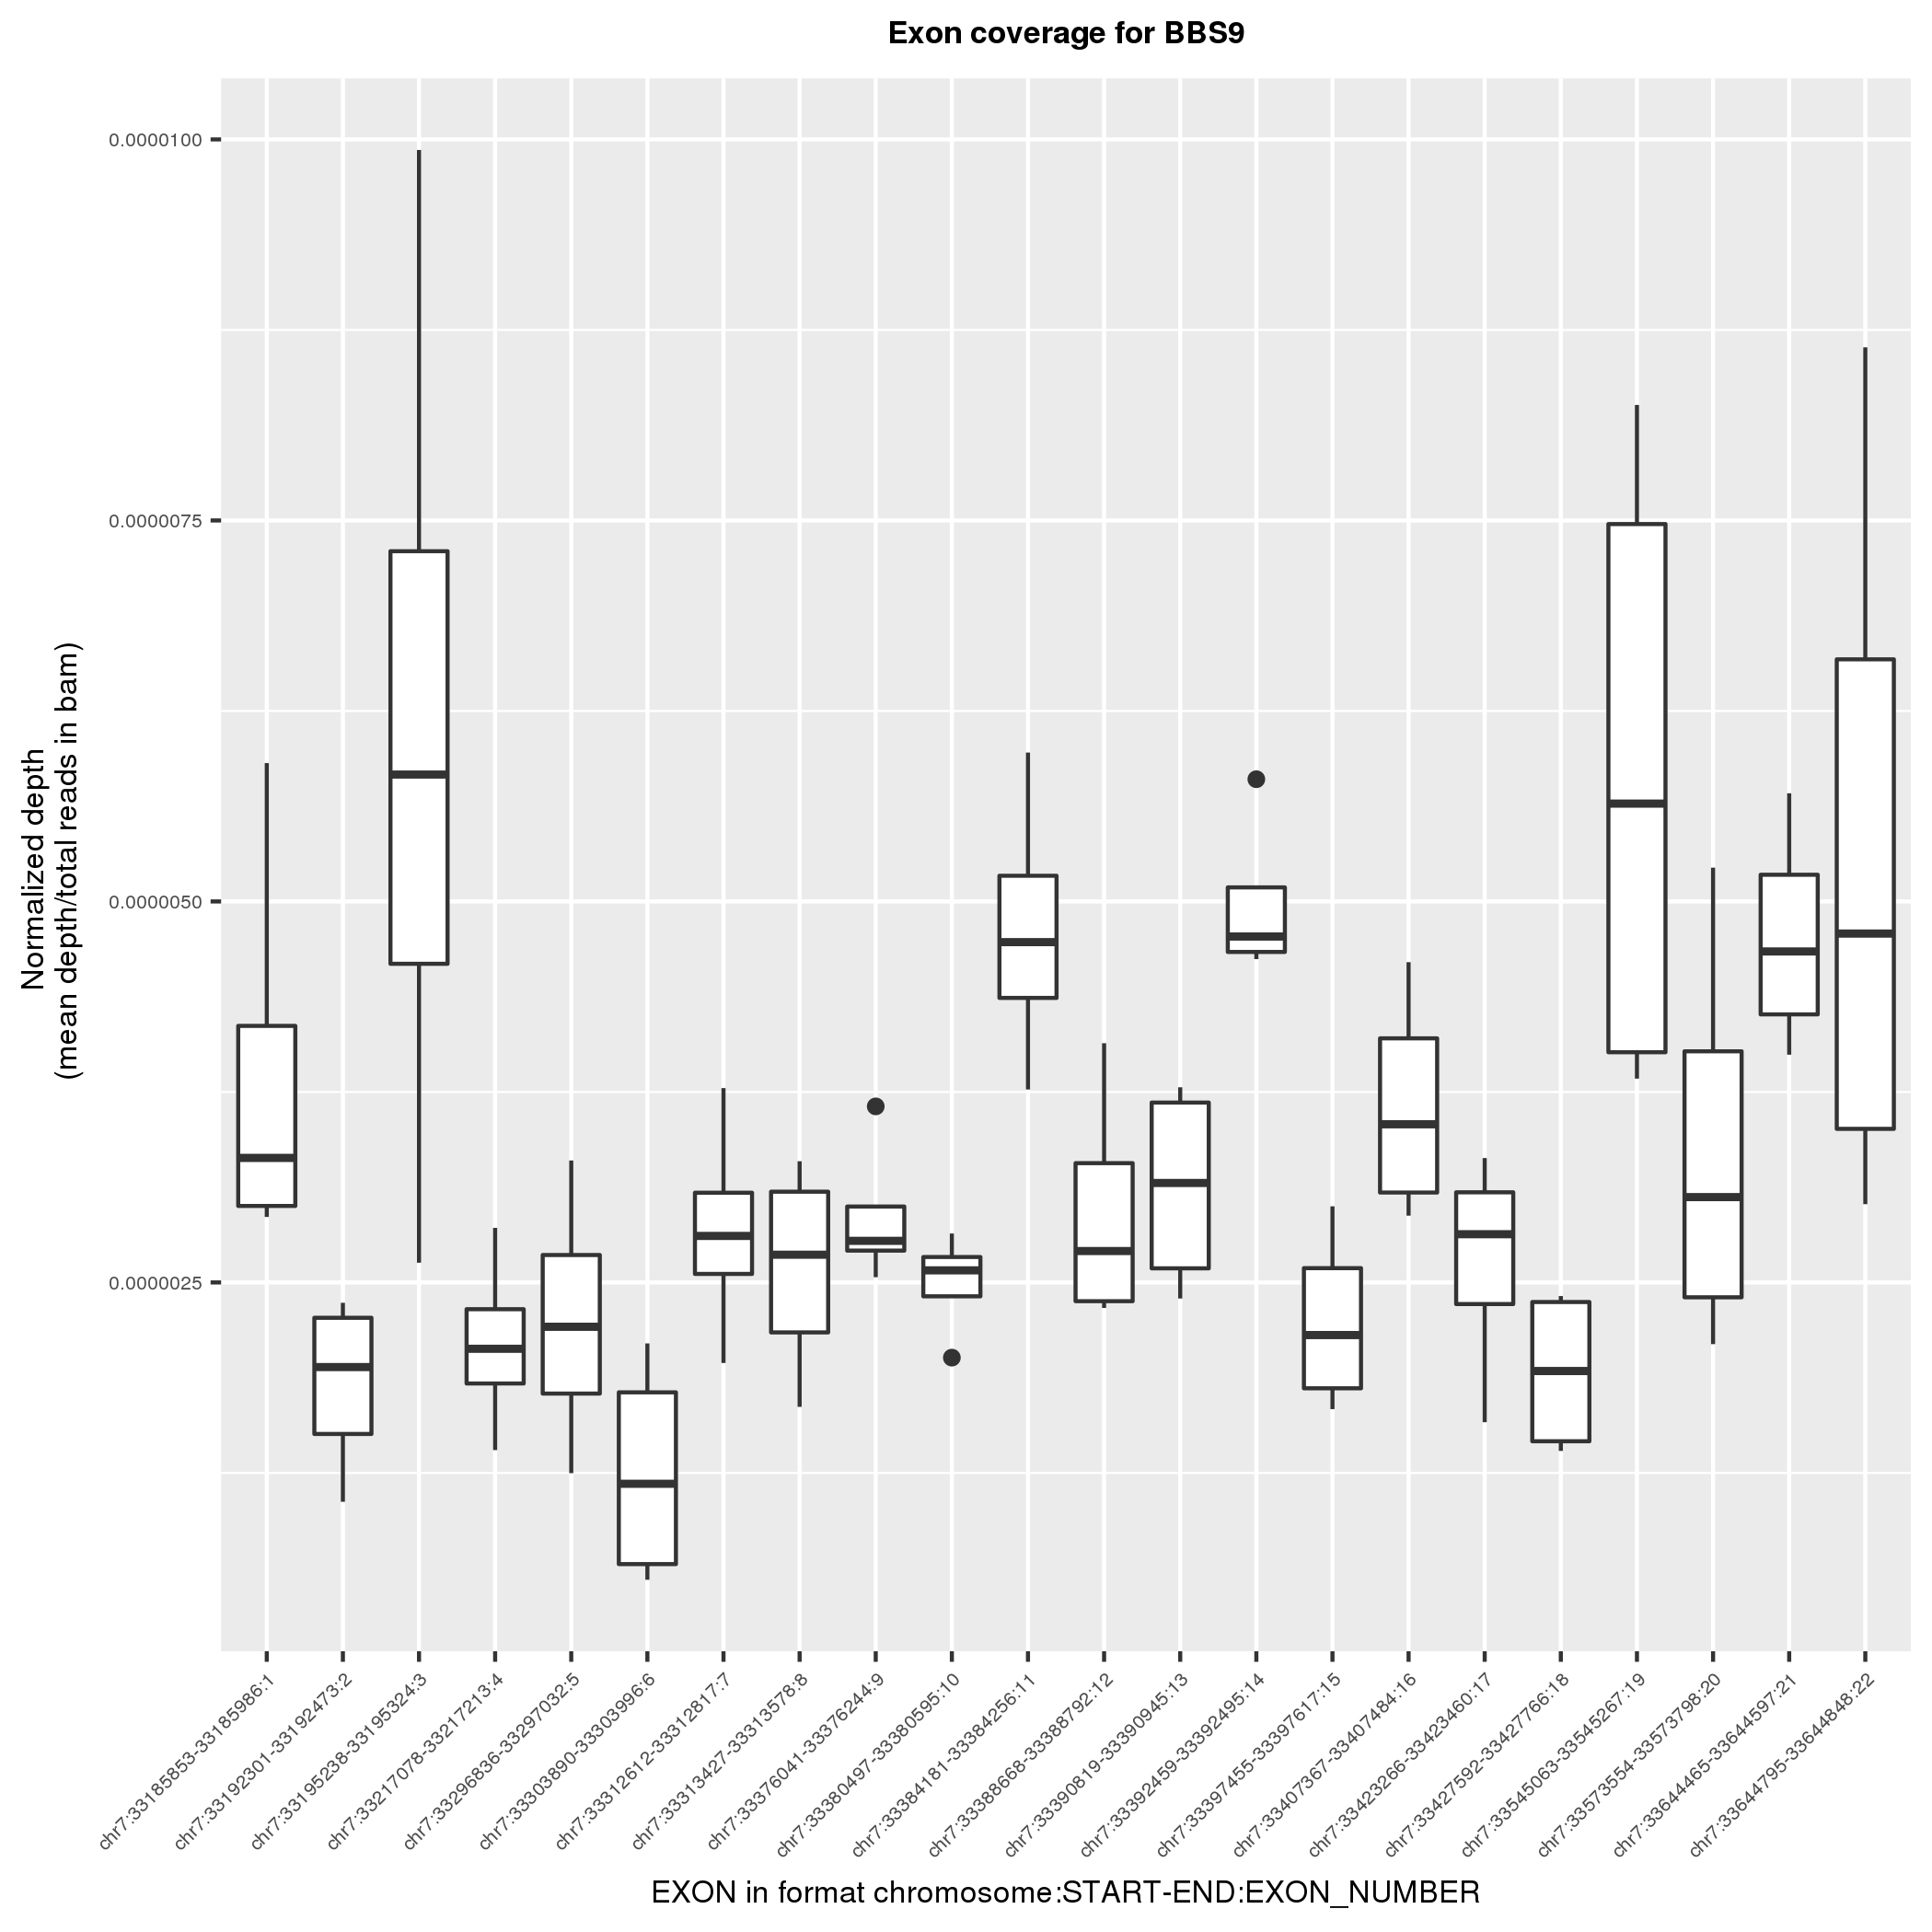 Exon coverage for BBS9
0.0000100
0.0000075
0.0000050
0.0000025
Normalized depth
(mean depth/total reads in bam)
chr7:33185853-33185986:1
chr7:33192301-33192473:2
chr7:33195238-33195324:3
chr7:33217078-33217213:4
chr7:33296836-33297032:5
chr7:33303890-33303996:6
chr7:33312612-33312817:7
chr7:33313427-33313578:8
chr7:33376041-33376244:9
chr7:33380497-33380595:10
chr7:33384181-33384256:11
chr7:33388668-33388792:12
chr7:33390819-33390945:13
chr7:33392459-33392495:14
chr7:33397455-33397617:15
chr7:33407367-33407484:16
chr7:33423266-33423460:17
chr7:33427592-33427766:18
chr7:33545063-33545267:19
chr7:33573554-33573798:20
chr7:33644465-33644597:21
chr7:33644795-33644848:22
EXON in format chromosome:START-END:EXON_NUMBER